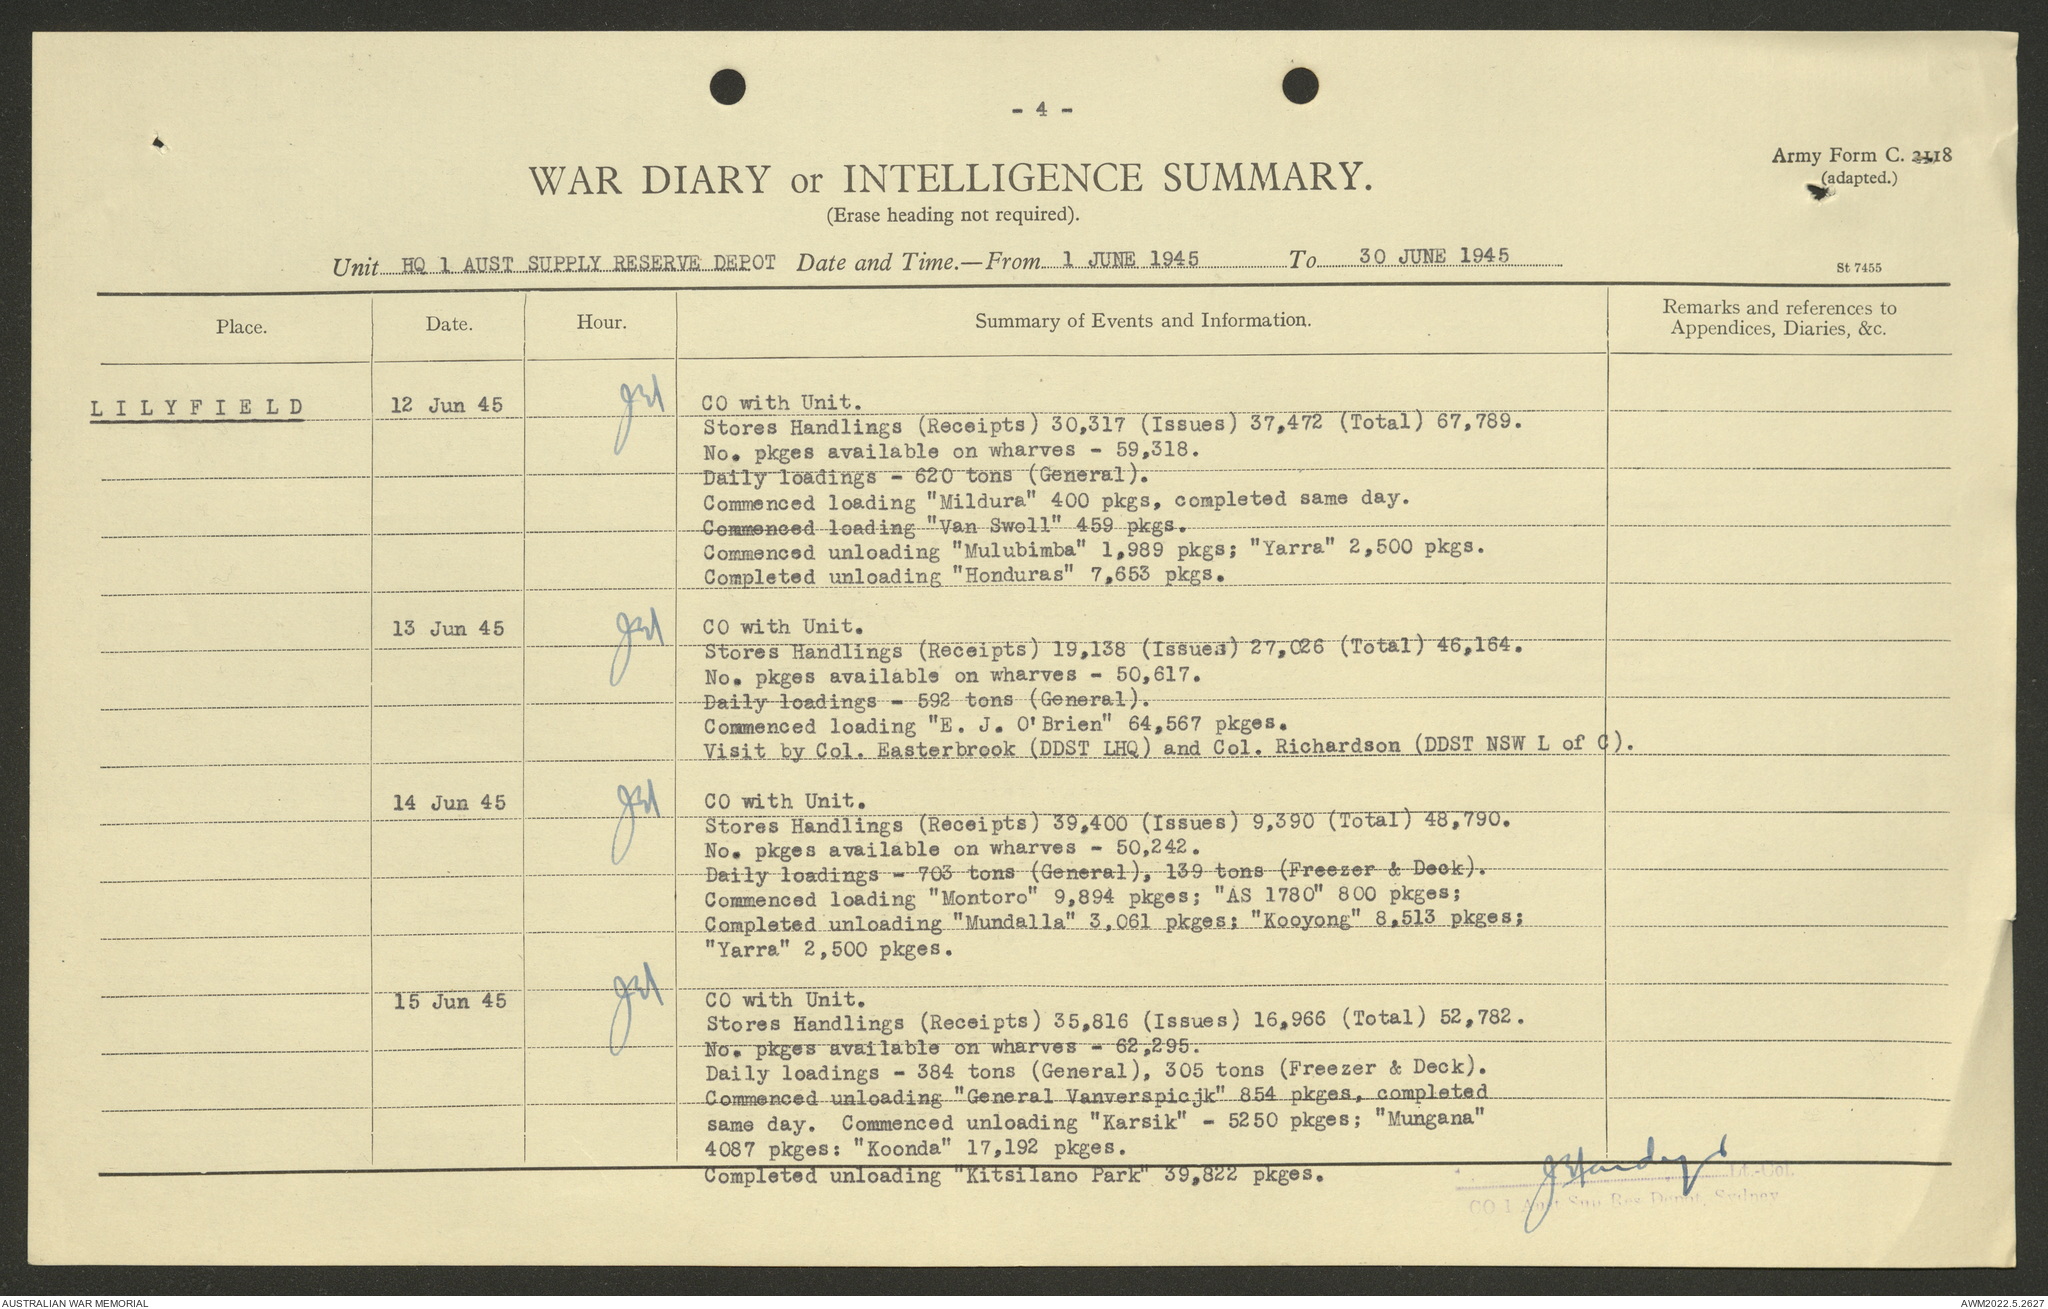 - 4 -
Army Form C. 2118
(adapted.)
WAR DIARY or INTELLIGENCE SUMMARY.
(Erase heading not required).
Unit HQ 1 AUST SUPPLY RESERVE DEPOT Date and Time.—From 1 JUNE 1945 To 30 JUNE 1945
St 7455
Place. Date. Hour. Summary of Events and Information. Remarks and references to
Appendices, Diaries, &c.
LILYFIELD 12 Jun 45 CO with Unit.
Stores Handlings (Receipts) 30,317 (Issues) 37,472 (Total) 67,789.
No. pkges available on wharves - 59,318.
Daily loadings - 620 tons (General).
Commenced loading "Mildura" 400 pkgs, completed same day.
Commenced loading "Van Swoll" 459 pkgs.
Commenced unloading "Mulubimba" 1,989 pkgs; "Yarra" 2,500 pkgs.
Completed unloading "Honduras" 7,653 pkgs.
13 Jun 45 CO with Unit.
Stores Handlings (Receipts) 19,138 (Issues) 27,026 (Total) 46,164.
No. pkges available on wharves - 50,617.
Daily loadings - 592 tons (General).
Commenced loading "E. J. O'Brien" 64,567 pkges.
Visit by Col. Easterbrook (DDST LHQ) and Col. Richardson (DDST NSW L of C).
14 Jun 45 CO with Unit.
Stores Handlings (Receipts) 39,400 (Issues) 9,390 (Total) 48,790.
No. pkges available on wharves - 50,242.
Daily loadings - 703 tons (General), 139 tons (Freezer & Deck).
Commenced loading "Montoro" 9,894 pkges; "AS 1780" 800 pkges;
Completed unloading "Mundalla" 3,061 pkges; "Kooyong" 8,513 pkges;
"Yarra" 2,500 pkges.
15 Jun 45 CO with Unit.
Stores Handlings (Receipts) 35,816 (Issues) 16,966 (Total) 52,782.
No. pkges available on wharves - 62,295.
Daily loadings - 384 tons (General), 305 tons (Freezer & Deck).
Commenced unloading "General Vanverspicjk" 854 pkges, completed
same day. Commenced unloading "Karsik" - 5250 pkges; "Mungana"
4087 pkges: "Koonda" 17,192 pkges.
Completed unloading "Kitsilano Park" 39,822 pkges.
Lt.-Col.
CO 1 Aust Sup Res Depot, Sydney
AUSTRALIAN WAR MEMORIAL
AWM2022.5.2627